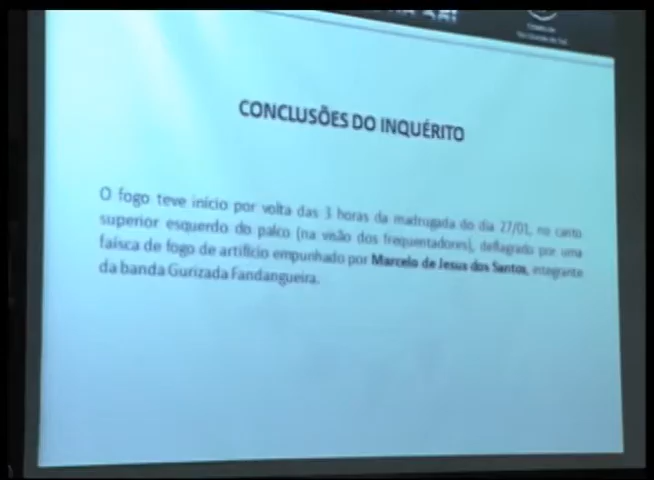 CONCLUSÕES DO INQUÉRITO
O fogo teve início por volta das 3 horas da madrugada do dia 27/01, no canto
superior esquerdo do palco (na visão dos frequentadores), deflagrado por uma
faísca de fogo de artifício empunhado por Marcelo de Jesus dos Santos, integrante
da banda Gurizada Fandangueira.